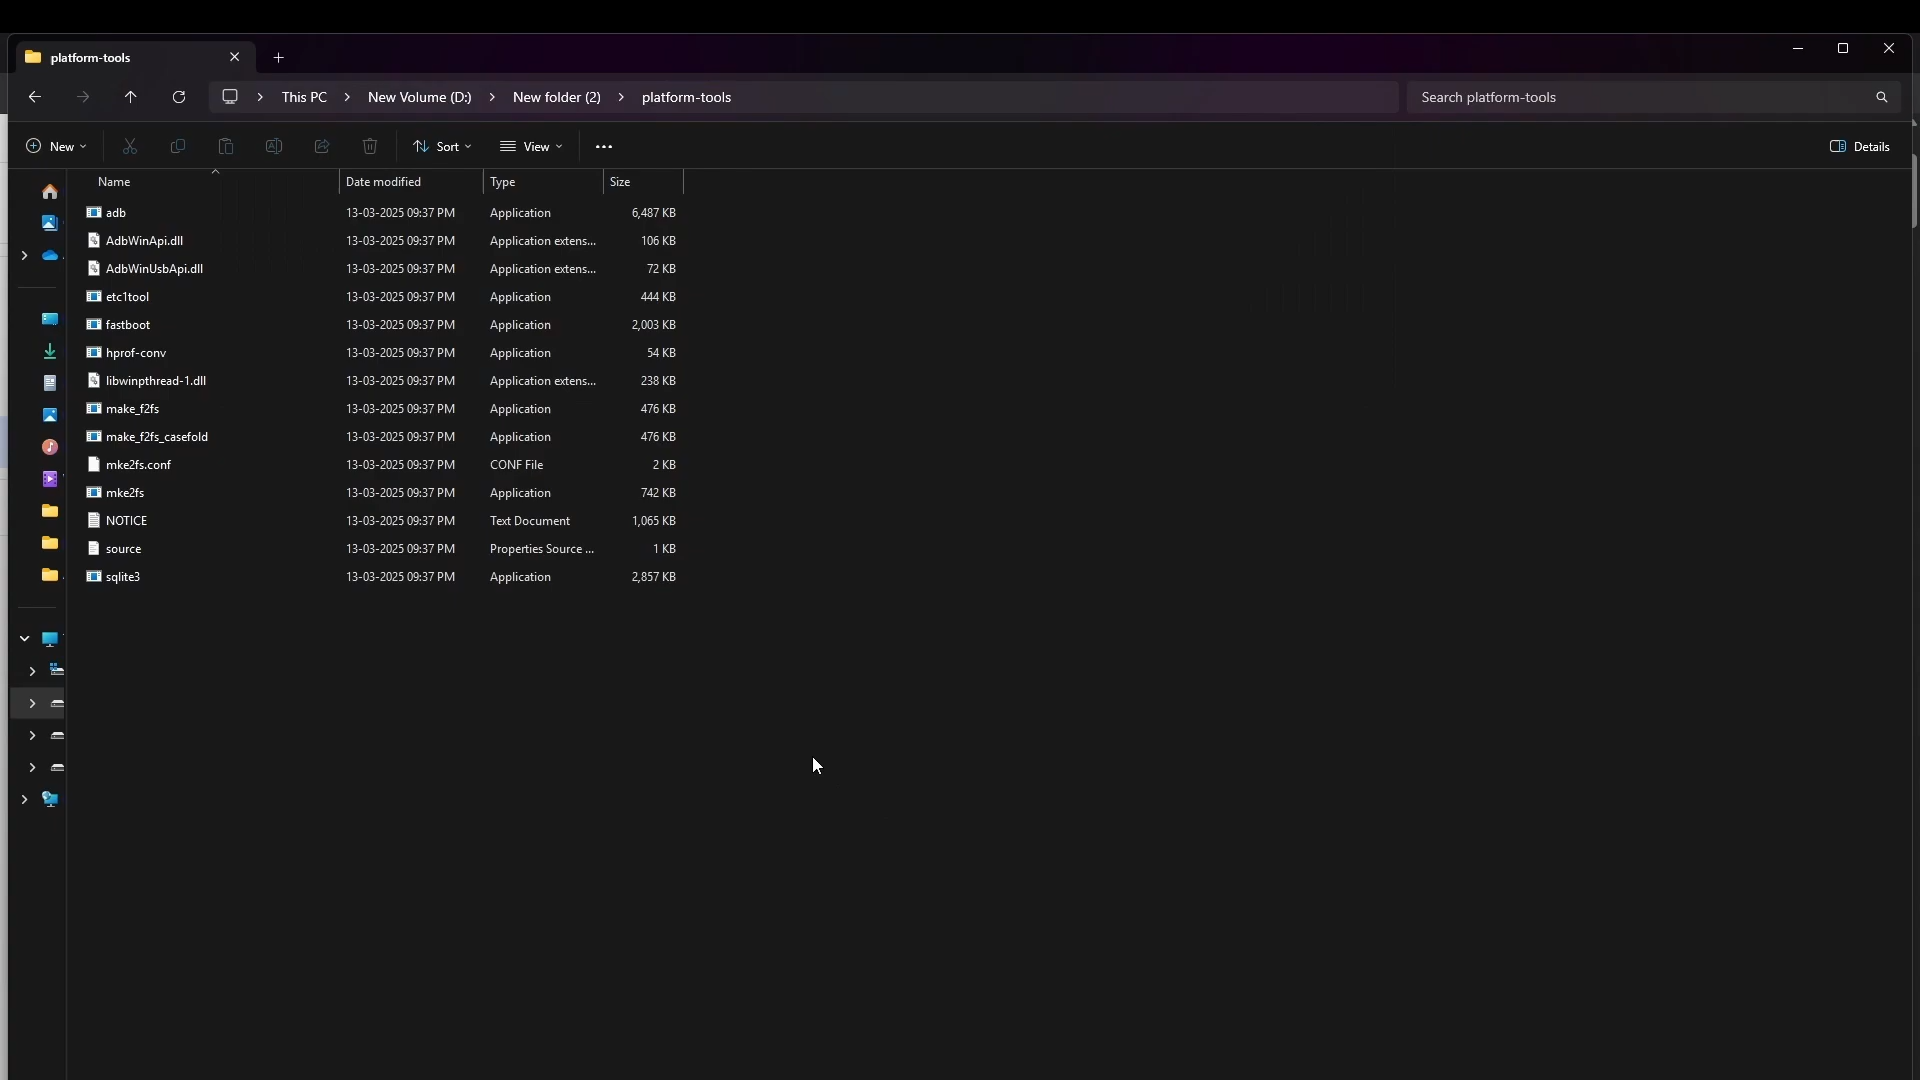 platform-tools
This PC > New Volume (D:) > New folder (2) > platform-tools
Search platform-tools
New
Sort
View
Details
Name Date modified Type Size
adb 13-03-2025 09:37 PM Application 6,487 KB
AdbWinApi.dll 13-03-2025 09:37 PM Application extens... 106 KB
AdbWinUsbApi.dll 13-03-2025 09:37 PM Application extens... 72 KB
etc1tool 13-03-2025 09:37 PM Application 444 KB
fastboot 13-03-2025 09:37 PM Application 2,003 KB
hprof-conv 13-03-2025 09:37 PM Application 54 KB
libwinpthread-1.dll 13-03-2025 09:37 PM Application extens... 238 KB
make_f2fs 13-03-2025 09:37 PM Application 476 KB
make_f2fs_casefold 13-03-2025 09:37 PM Application 476 KB
mke2fs.conf 13-03-2025 09:37 PM CONF File 2 KB
mke2fs 13-03-2025 09:37 PM Application 742 KB
NOTICE 13-03-2025 09:37 PM Text Document 1,065 KB
source 13-03-2025 09:37 PM Properties Source ... 1 KB
sqlite3 13-03-2025 09:37 PM Application 2,857 KB